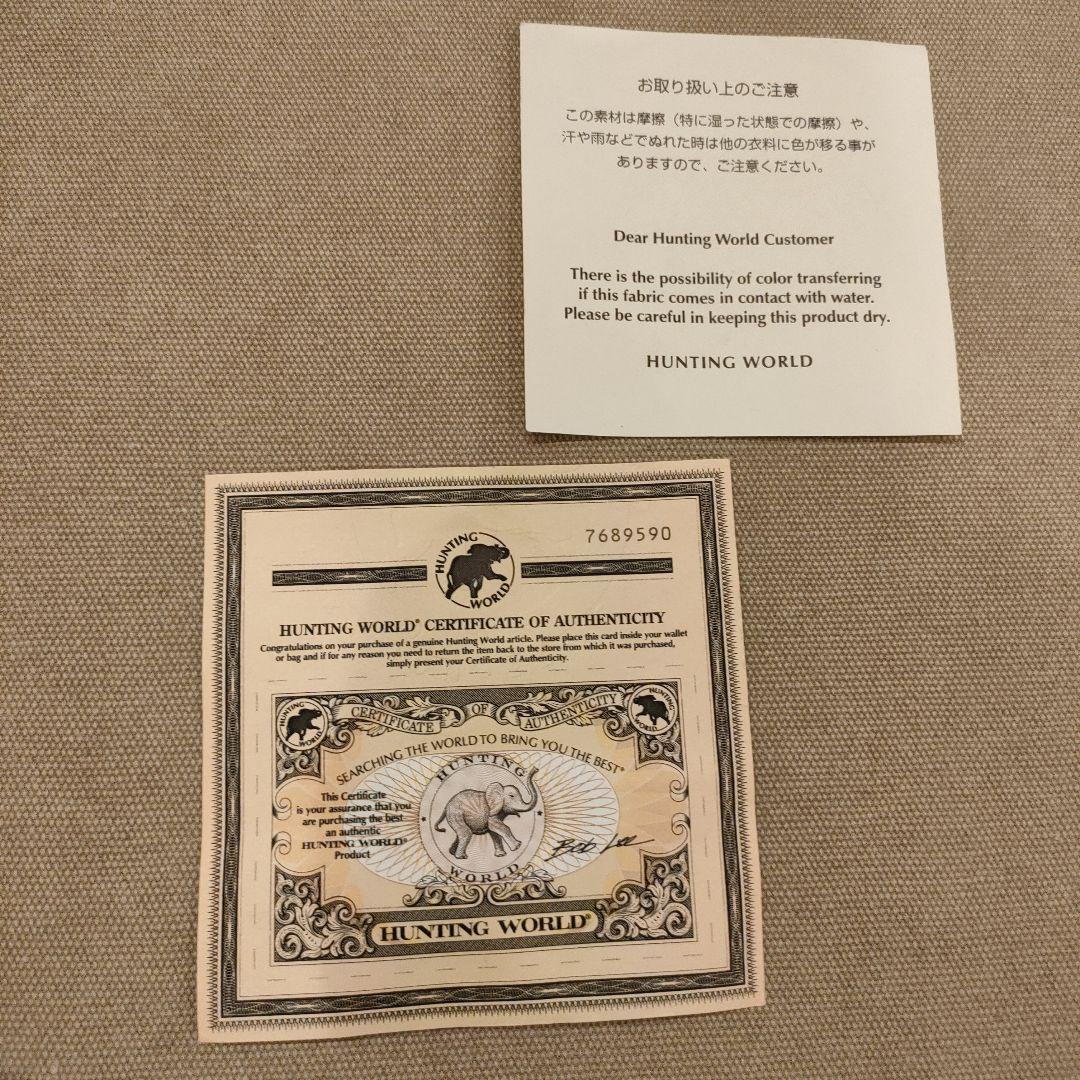 お取り扱い上のご注意
この素材は摩擦（特に湿った状態での摩擦）や、
汗や雨などでぬれた時は他の衣料に色が移る事が
ありますので、ご注意ください。
Dear Hunting World Customer
There is the possibility of color transferring
if this fabric comes in contact with water.
Please be careful in keeping this product dry.
HUNTING WORLD
7689590
HUNTING
WORLD
HUNTING WORLD® CERTIFICATE OF AUTHENTICITY
Congratulations on your purchase of a genuine Hunting World article. Please place this card inside your wallet
or bag and if for any reason you need to return the item back to the store from which it was purchased,
simply present your Certificate of Authenticity.
HUNTING
WORLD
CERTIFICATE OF AUTHENTICITY
HUNTING
WORLD
SEARCHING THE WORLD TO BRING YOU THE BEST®
HUNTING
WORLD
This Certificate
is your assurance that you
are purchasing the best
an authentic
HUNTING WORLD®
Product
Bob Lee
HUNTING WORLD®